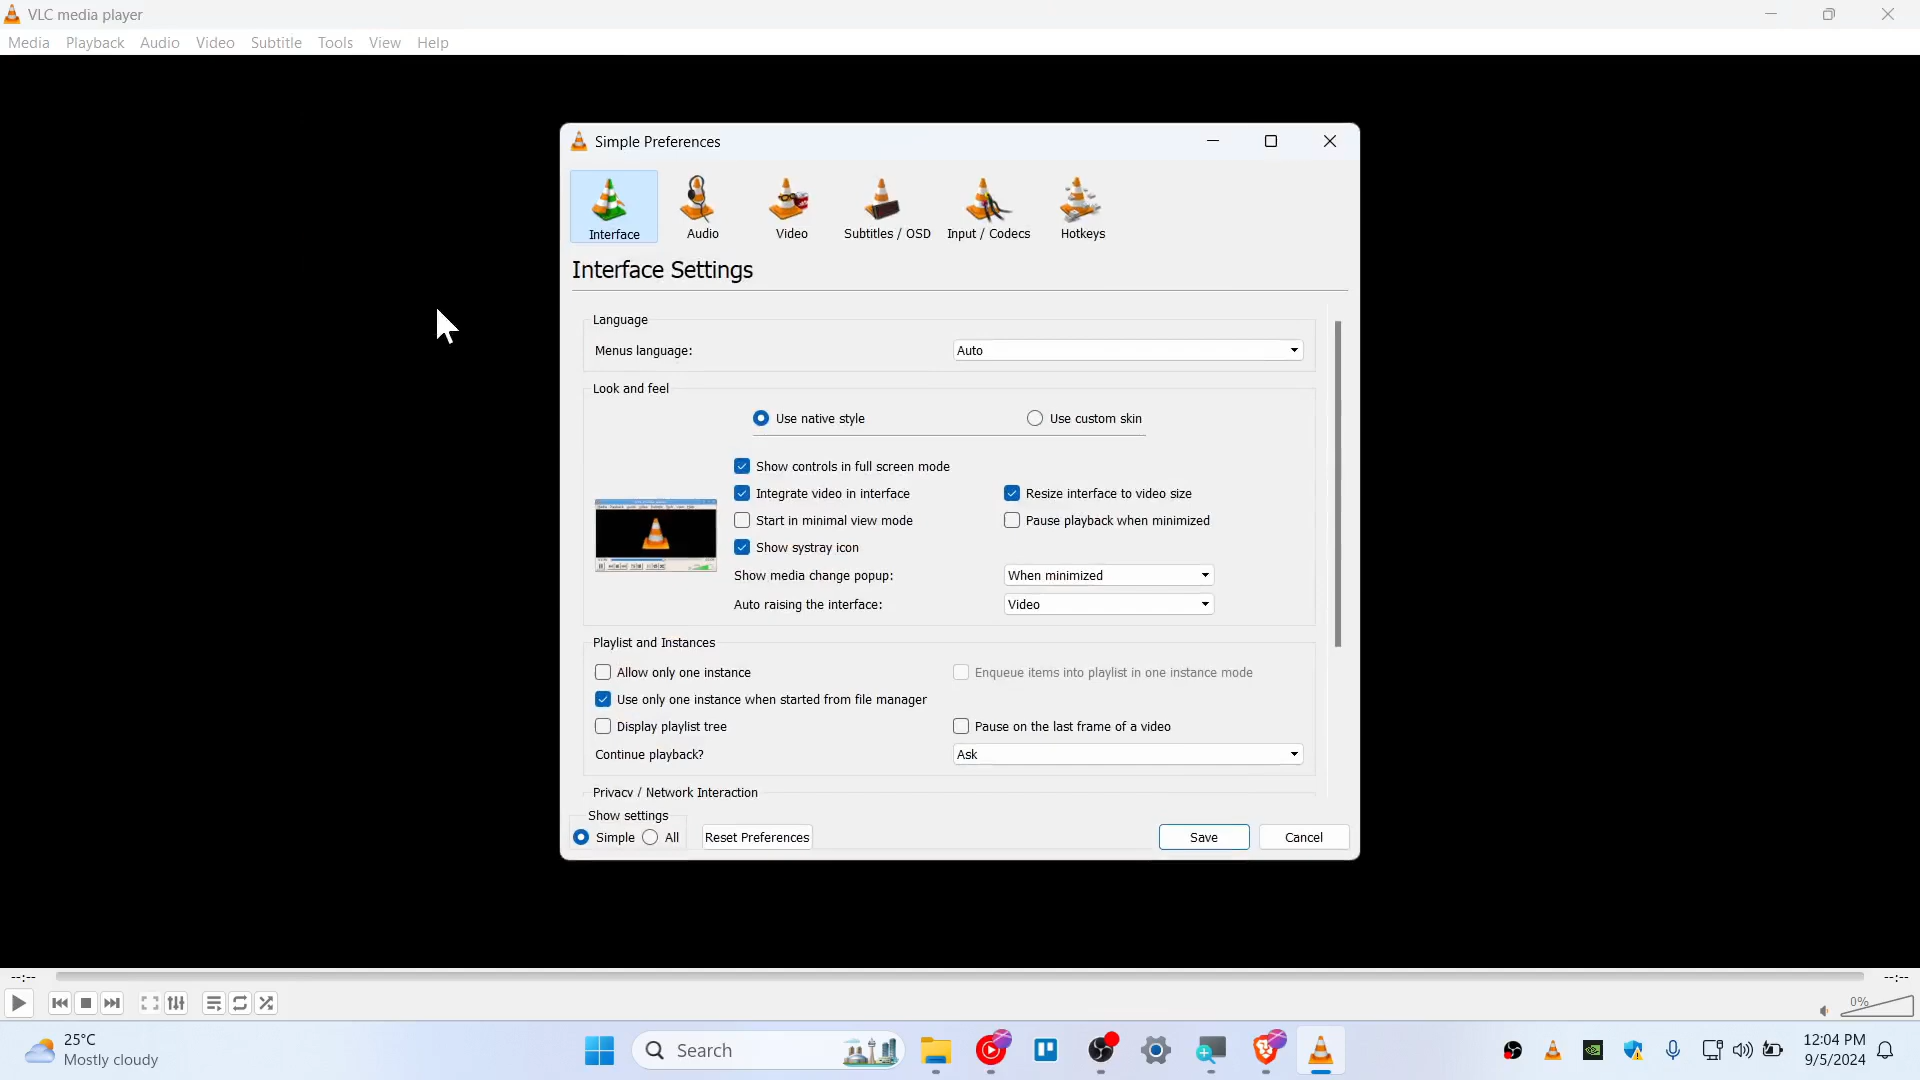 VLC media player
Media Playback Audio Video Subtitle Tools View Help
Simple Preferences
Interface Audio Video Subtitles / OSD Input / Codecs Hotkeys
Interface Settings
Language
Menus language: Auto
Look and feel
Use native style Use custom skin
Show controls in full screen mode
Integrate video in interface Resize interface to video size
Start in minimal view mode Pause playback when minimized
Show systray icon
Show media change popup: When minimized
Auto raising the interface: Video
Playlist and Instances
Allow only one instance Enqueue items into playlist in one instance mode
Use only one instance when started from file manager
Display playlist tree Pause on the last frame of a video
Continue playback? Ask
Privacy / Network Interaction
Show settings
Simple All Reset Preferences Save Cancel
--:-- --:--
0%
25°C
Mostly cloudy
Search
12:04 PM
9/5/2024